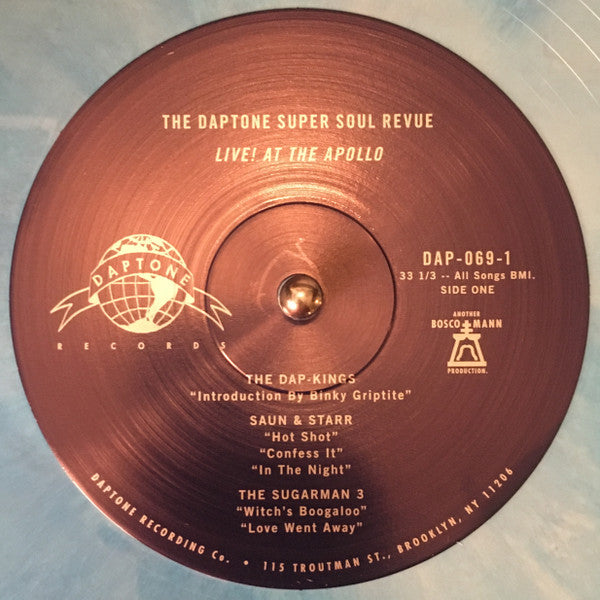 THE DAPTONE SUPER SOUL REVUE
LIVE! AT THE APOLLO
DAPTONE
RECORDS
DAP-069-1
33 1/3 -- All Songs BMI.
SIDE ONE
ANOTHER
BOSCO MANN
PRODUCTION.
THE DAP-KINGS
“Introduction By Binky Griptite”
SAUN & STARR
“Hot Shot”
“Confess It”
“In The Night”
THE SUGARMAN 3
“Witch's Boogaloo”
“Love Went Away”
DAPTONE RECORDING Co. • 115 TROUTMAN ST., BROOKLYN, NY 11206